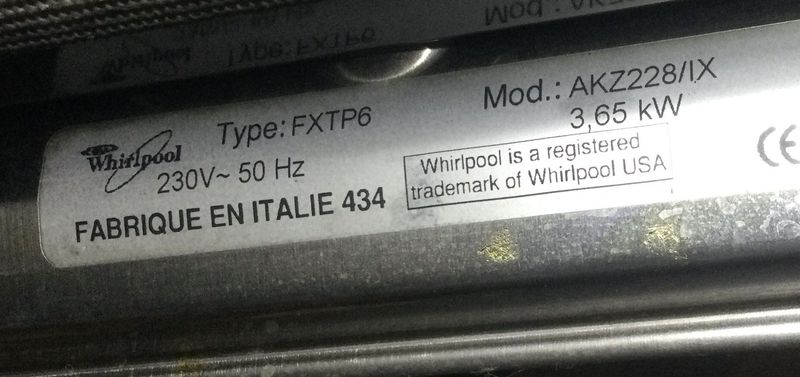 Whirlpool
Type: FXTP6
Mod.: AKZ228/IX
230V~ 50 Hz
3,65 kW
FABRIQUE EN ITALIE 434
Whirlpool is a registered
trademark of Whirlpool USA
CE